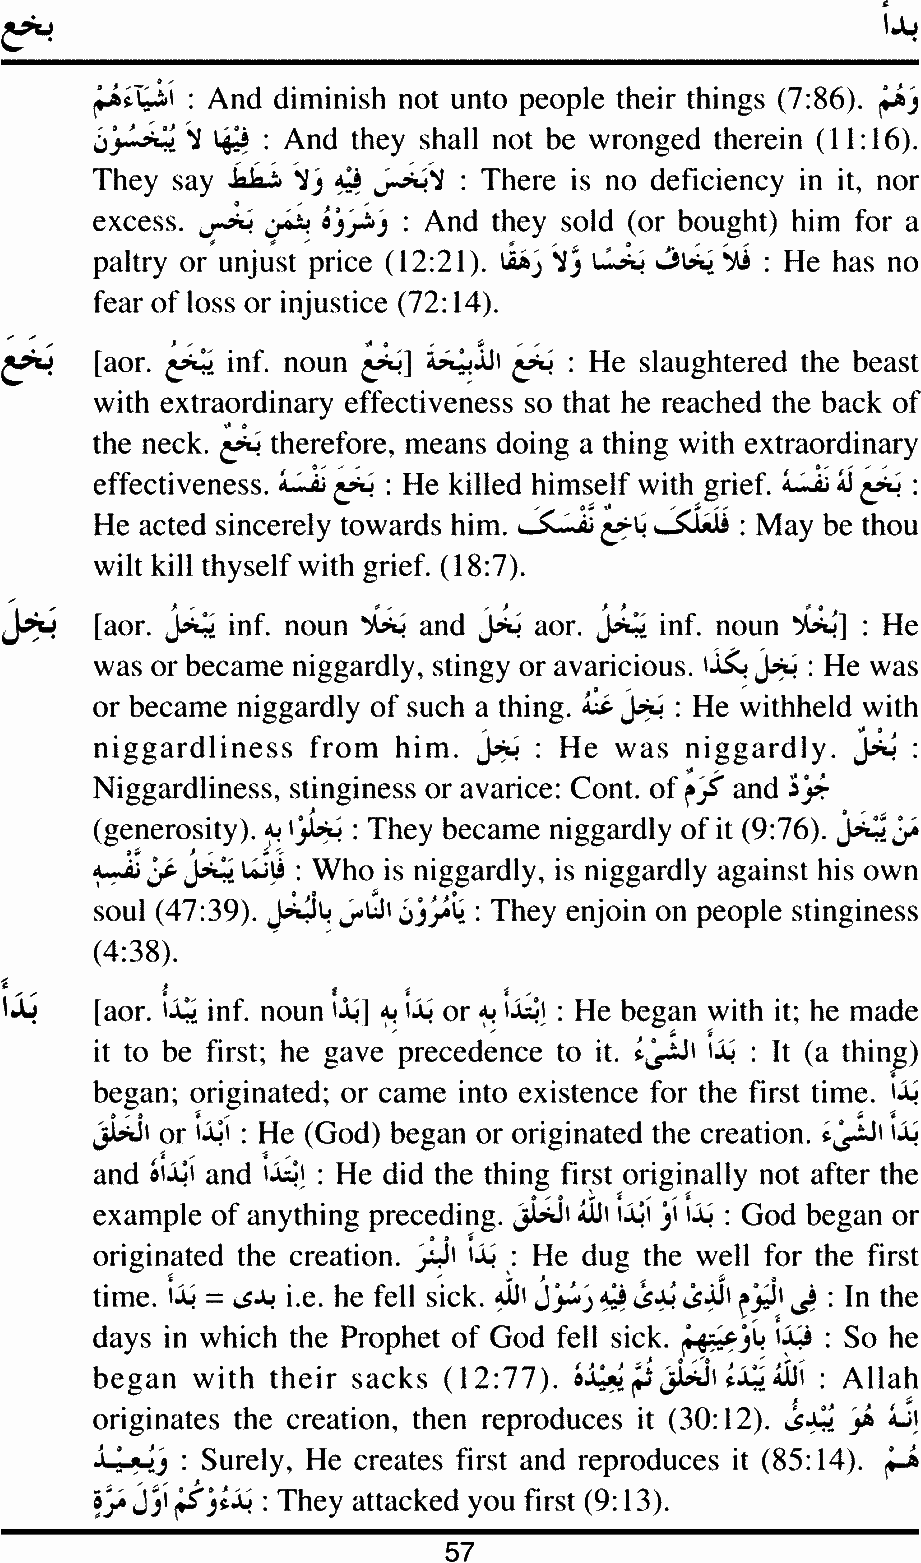 بخع بدأ
اَشْيَآءَهُمْ : And diminish not unto people their things (7:86). وَهُمْ
فِيْهَا لاَ يُبْخَسُوْنَ : And they shall not be wronged therein (11:16).
They say لاَبَخْسَ فِيْهِ وَلاَ شَطَطَ : There is no deficiency in it, nor
excess. وَشَرَوْهُ بِثَمَنٍ بَخْسٍ : And they sold (or bought) him for a
paltry or unjust price (12:21). فَلاَ يَخَافُ بَخْسًا وَّلاَ رَهَقًا : He has no
fear of loss or injustice (72:14).
بَخَعَ [aor. يَبْخَعُ inf. noun بَخْعٌ] بَخَعَ الذَّبِيْحَةَ : He slaughtered the beast
with extraordinary effectiveness so that he reached the back of
the neck. بَخْعٌ therefore, means doing a thing with extraordinary
effectiveness. بَخَعَ نَفْسَهُ : He killed himself with grief. بَخَعَ لَهُ نَفْسَهُ :
He acted sincerely towards him. فَلَعَلَّکَ بَاخِعٌ نَّفْسَکَ : May be thou
wilt kill thyself with grief. (18:7).
بَخِلَ [aor. يَبْخَلُ inf. noun بَخَلاً and بَخُلَ aor. يَبْخُلُ inf. noun بُخْلاً] : He
was or became niggardly, stingy or avaricious. بَخِلَ بِكَذَا : He was
or became niggardly of such a thing. بَخِلَ عَنْهُ : He withheld with
niggardliness from him. بَخِلَ : He was niggardly. بُخْلٌ :
Niggardliness, stinginess or avarice: Cont. of كَرَمٌ and جُوْدٌ
(generosity). بَخِلُوْا بِهٖ : They became niggardly of it (9:76). مَنْ يَّبْخَلْ
فَاِنَّمَا يَبْخَلُ عَنْ نَّفْسِهٖ : Who is niggardly, is niggardly against his own
soul (47:39). يَأْمُرُوْنَ النَّاسَ بِالْبُخْلِ : They enjoin on people stinginess
(4:38).
بَدَأَ [aor. يَبْدَأُ inf. noun بَدْأٌ] بَدَأَ بِهٖ or اِبْتَدَأَ بِهٖ : He began with it; he made
it to be first; he gave precedence to it. بَدَأَ الشَّيْءُ : It (a thing)
began; originated; or came into existence for the first time. بَدَأَ
الْخَلْقَ or اَبْدَأَ : He (God) began or originated the creation. بَدَأَ الشَّيْءَ
and اَبْدَأَهُ and اِبْتَدَأَ : He did the thing first originally not after the
example of anything preceding. بَدَأَ اَوْ اَبْدَأَ اللّٰهُ الْخَلْقَ : God began or
originated the creation. بَدَأَ الْبِئْرَ : He dug the well for the first
time. بَدَأَ = بدی i.e. he fell sick. فِی الْيَوْمِ الَّذِیْ بُدِیَٔ فِيْهِ رَسُوْلُ اللّٰهِ : In the
days in which the Prophet of God fell sick. فَبَدَأَ بِاَوْعِيَتِهِمْ : So he
began with their sacks (12:77). اَللّٰهُ يَبْدَءُ الْخَلْقَ ثُمَّ يُعِيْدُهٗ : Allah
originates the creation, then reproduces it (30:12). اِنَّهٗ هُوَ يُبْدِیُٔ
وَيُعِيْدُ : Surely, He creates first and reproduces it (85:14). هُمْ
بَدَءُوْكُمْ اَوَّلَ مَرَّةٍ : They attacked you first (9:13).
57